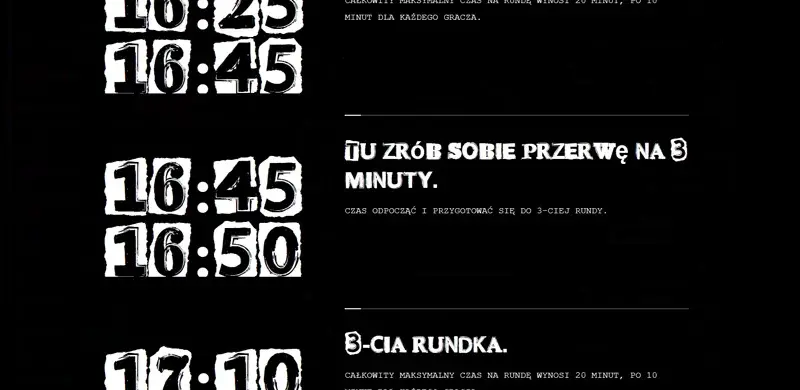 16:25
CAŁKOWITY MAKSYMALNY CZAS NA RUNDĘ WYNOSI 20 MINUT, PO 10
MINUT DLA KAŻDEGO GRACZA.
16:45
TU ZRÓB SOBIE PRZERWę NA 3
MINUTY.
16:45
CZAS ODPOCZĄĆ I PRZYGOTOWAĆ SIĘ DO 3-CIEJ RUNDY.
16:50
3-CIA RUNDKA.
17:10
CAŁKOWITY MAKSYMALNY CZAS NA RUNDĘ WYNOSI 20 MINUT, PO 10